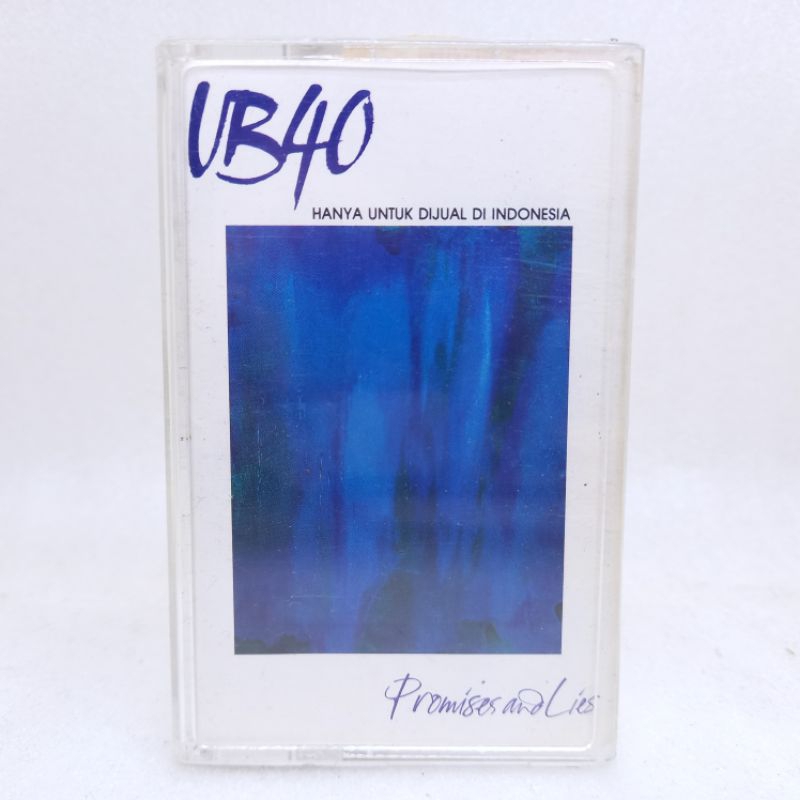 UB40
HANYA UNTUK DIJUAL DI INDONESIA
Promises and Lies